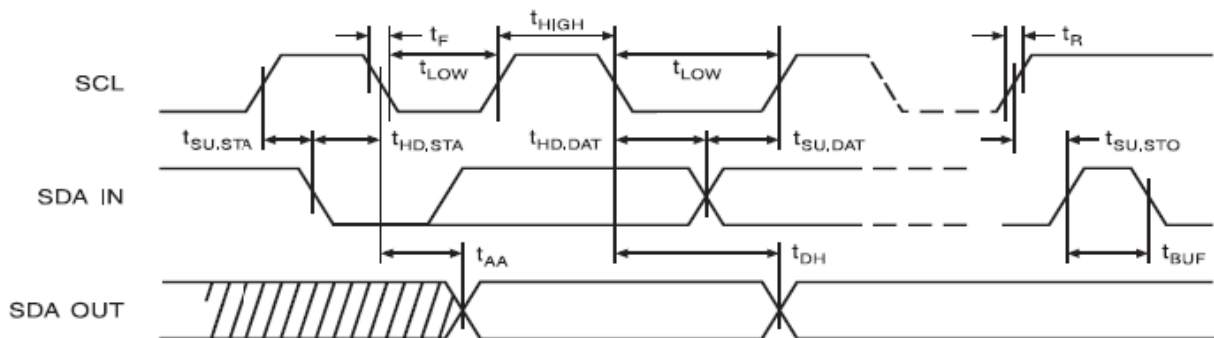 tF
tHIGH
tR
SCL
tLOW
tLOW
tSU.STA
tHD,STA
tHD,DAT
tSU,DAT
tSU,STO
SDA IN
tAA
tDH
tBUF
SDA OUT